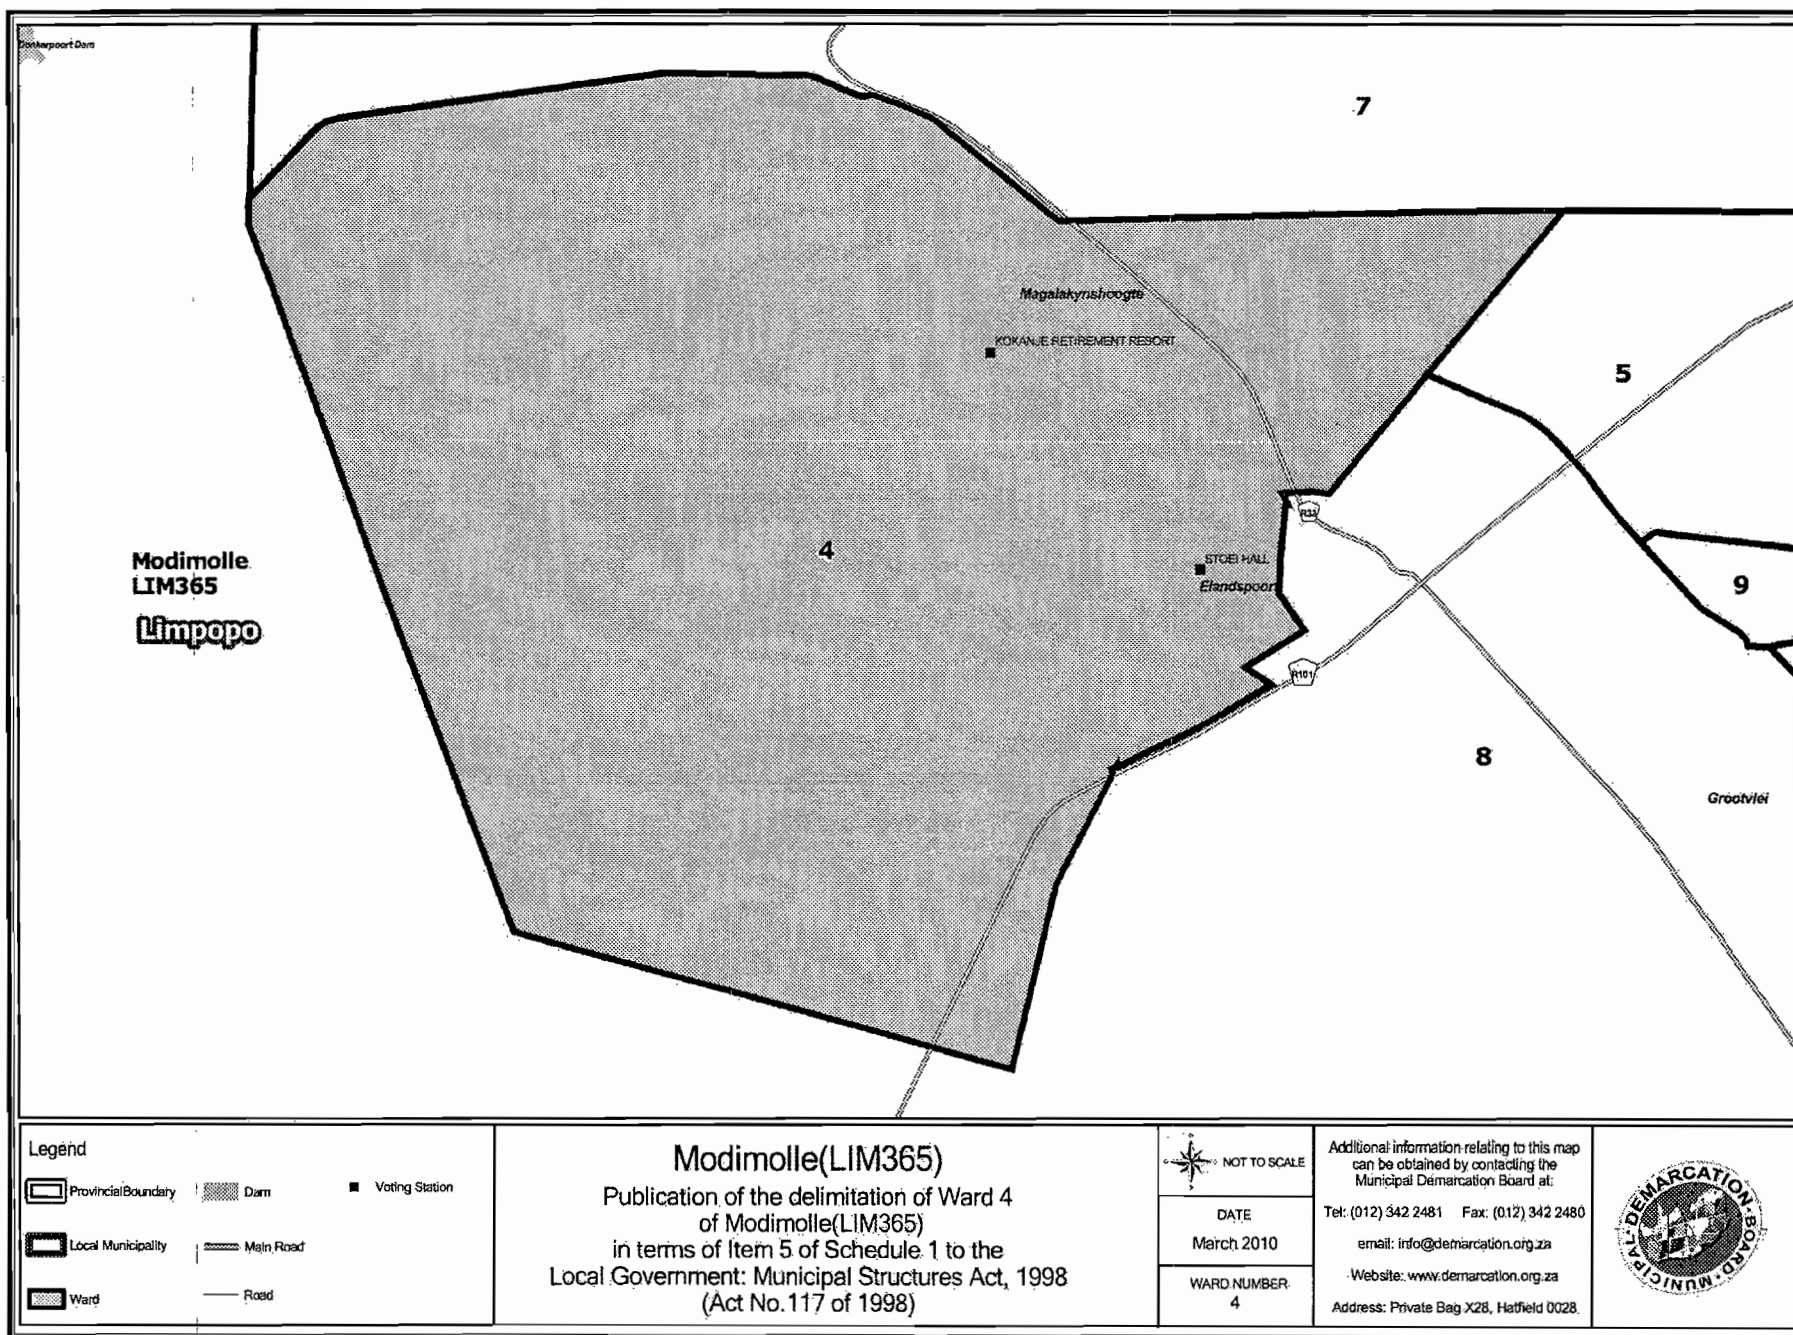 Donkerpoort Dam
7
Magalakynshoogte
KOKANJE RETIREMENT RESORT
5
R33
4
STOEI HALL
Elandspoort
9
Modimolle
LIM365
Limpopo
R101
8
Grootvlei
Legend
Provincial Boundary
Dam
Voting Station
Local Municipality
Main Road
Ward
Road
Modimolle(LIM365)
Publication of the delimitation of Ward 4
of Modimolle(LIM365)
in terms of Item 5 of Schedule 1 to the
Local Government: Municipal Structures Act, 1998
(Act No.117 of 1998)
NOT TO SCALE
DATE
March 2010
WARD NUMBER
4
Additional information relating to this map
can be obtained by contacting the
Municipal Demarcation Board at:
Tel: (012) 342 2481 Fax: (012) 342 2480
email: info@demarcation.org.za
Website: www.demarcation.org.za
Address: Private Bag X28, Hatfield 0028
MUNICIPAL DEMARCATION BOARD